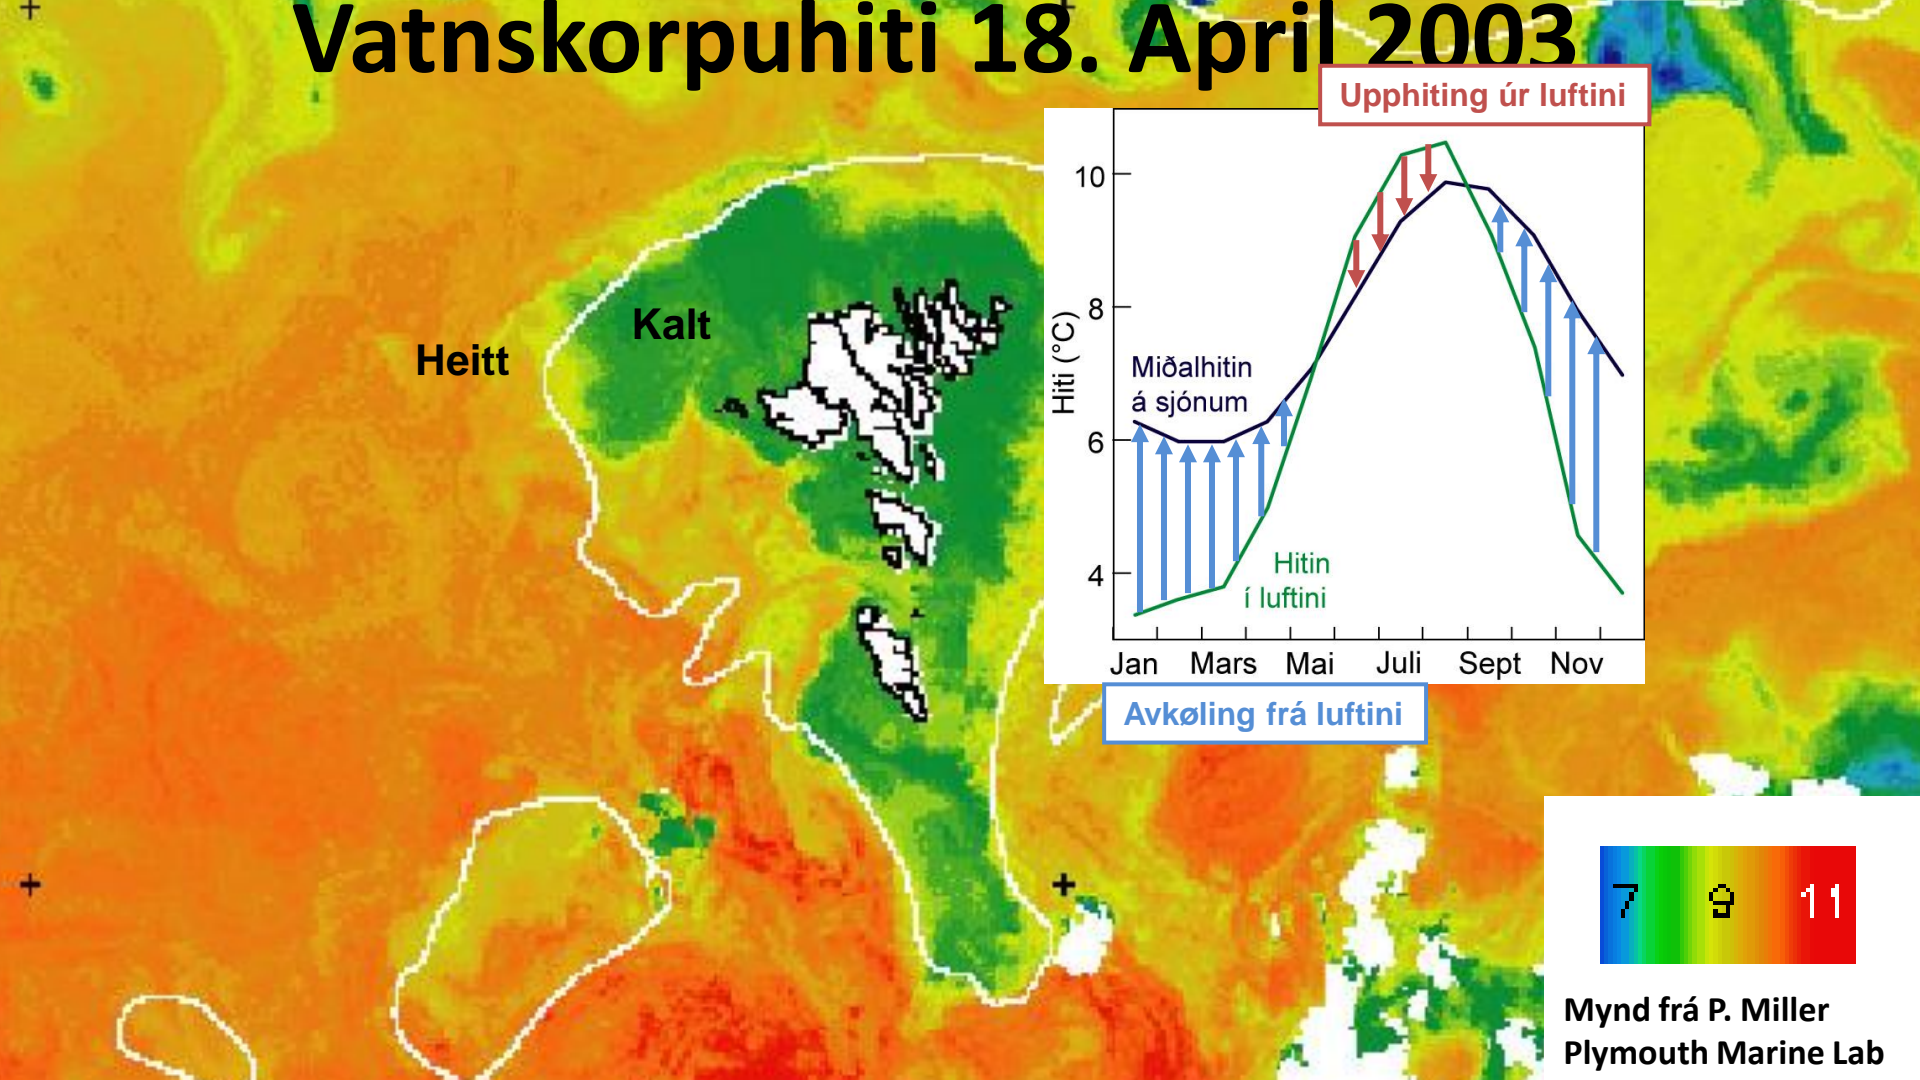 Vatnskorpuhiti 18. April 2003
Upphiting úr luftini
10
8
6
4
Hiti (°C)
Miðalhitin
á sjónum
Hitin
í luftini
Jan Mars Mai Juli Sept Nov
Avkøling frá luftini
Heitt
Kalt
7 9 11
Mynd frá P. Miller
Plymouth Marine Lab